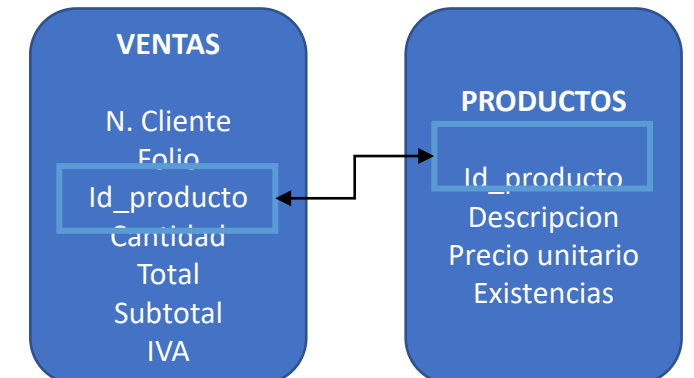 VENTAS
N. Cliente
Folio
Id_producto
Cantidad
Total
Subtotal
IVA
PRODUCTOS
Id_producto
Descripcion
Precio unitario
Existencias